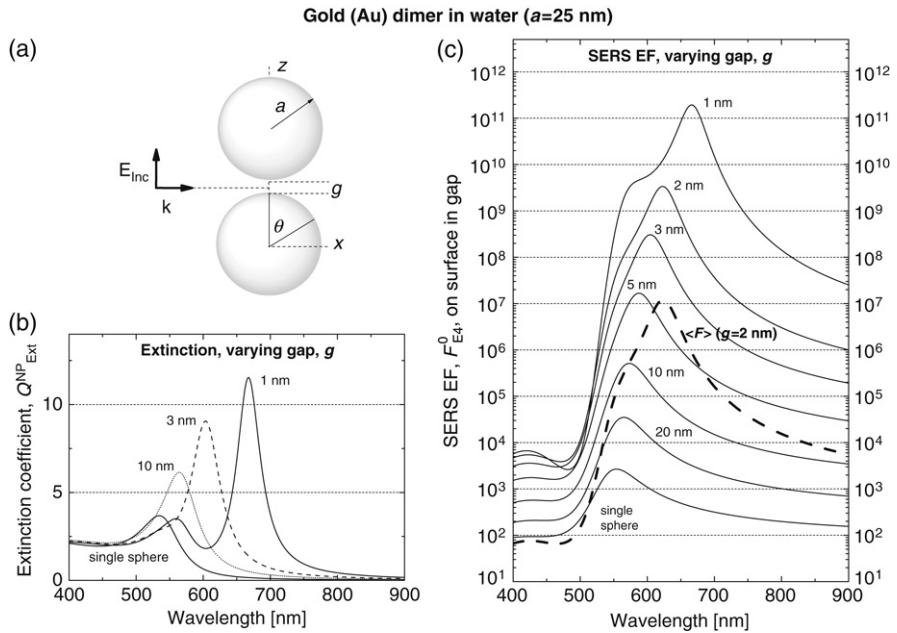 Gold (Au) dimer in water (a=25 nm)
(a)
z
a
E_Inc
k
g
θ
x
(b)
Extinction, varying gap, g
Extinction coefficient, Q^NP_Ext
10
5
0
1 nm
3 nm
10 nm
single sphere
400 500 600 700 800 900
Wavelength [nm]
(c)
SERS EF, varying gap, g
SERS EF, F^0_E4, on surface in gap
10^12 10^12
10^11 10^11
10^10 10^10
10^9 10^9
10^8 10^8
10^7 10^7
10^6 10^6
10^5 10^5
10^4 10^4
10^3 10^3
10^2 10^2
10^1 10^1
1 nm
2 nm
3 nm
5 nm
<F> (g=2 nm)
10 nm
20 nm
single
sphere
400 500 600 700 800 900
Wavelength [nm]